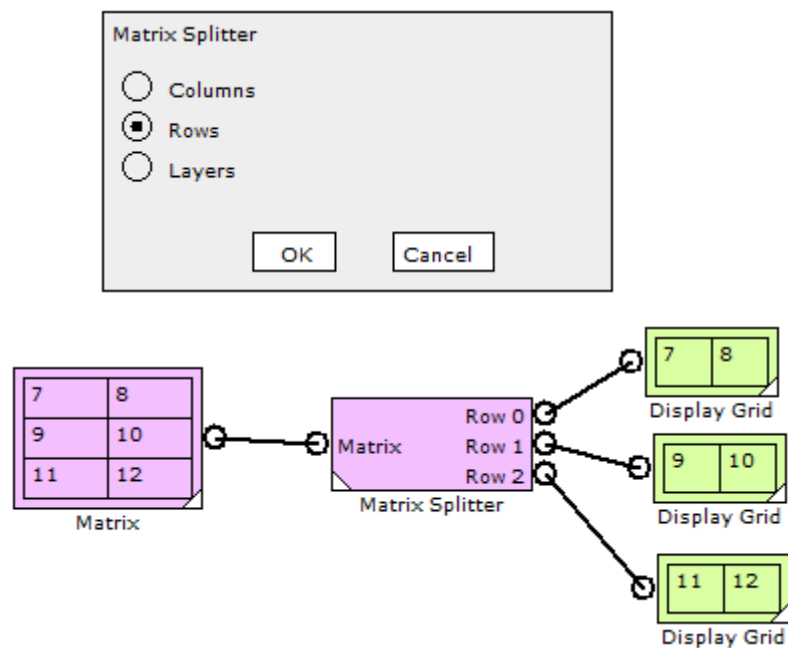 Matrix Splitter
Columns
Rows
Layers
OK Cancel
7 8
9 10
11 12
Matrix
Matrix
Row 0
Row 1
Row 2
Matrix Splitter
7 8
Display Grid
9 10
Display Grid
11 12
Display Grid